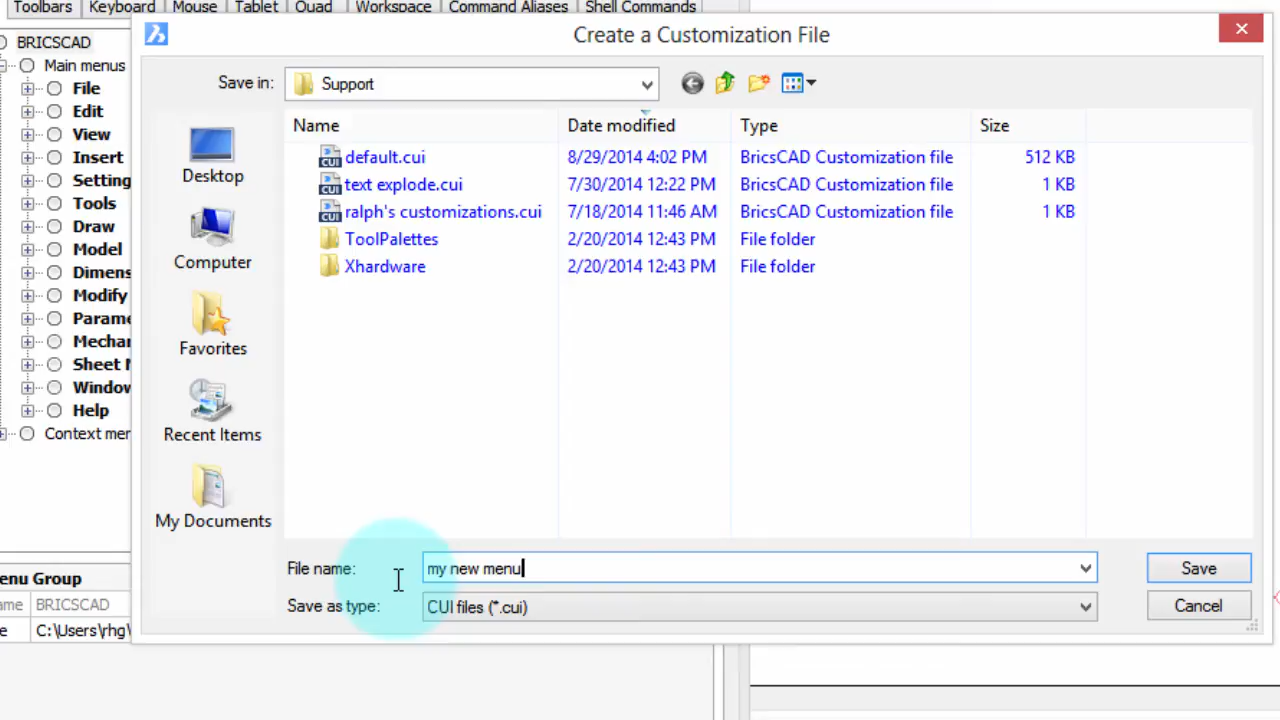 Toolbars Keyboard Mouse Tablet Quad Workspace Command Aliases Shell Commands
Create a Customization File
BRICSCAD
Main menus
File
Edit
View
Insert
Setting
Tools
Draw
Model
Dimens
Modify
Parame
Mechar
Sheet
Window
Help
Context mer
Save in: Support
Desktop
Computer
Favorites
Recent Items
My Documents
Name Date modified Type Size
default.cui 8/29/2014 4:02 PM BricsCAD Customization file 512 KB
text explode.cui 7/30/2014 12:22 PM BricsCAD Customization file 1 KB
ralph's customizations.cui 7/18/2014 11:46 AM BricsCAD Customization file 1 KB
ToolPalettes 2/20/2014 12:43 PM File folder
Xhardware 2/20/2014 12:43 PM File folder
File name: my new menu Save
Save as type: CUI files (*.cui) Cancel
enu Group
ame BRICSCAD
e C:\Users\rhg\